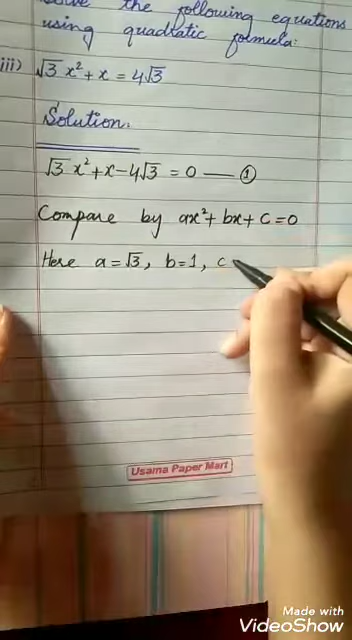 the following equations
using quadratic formula:
iii) √3 x² + x = 4√3
Solution.
√3 x² + x - 4√3 = 0 — ①
Compare by ax² + bx + c = 0
Here a = √3, b = 1, c
Usama Paper Mart
Made with
VideoShow